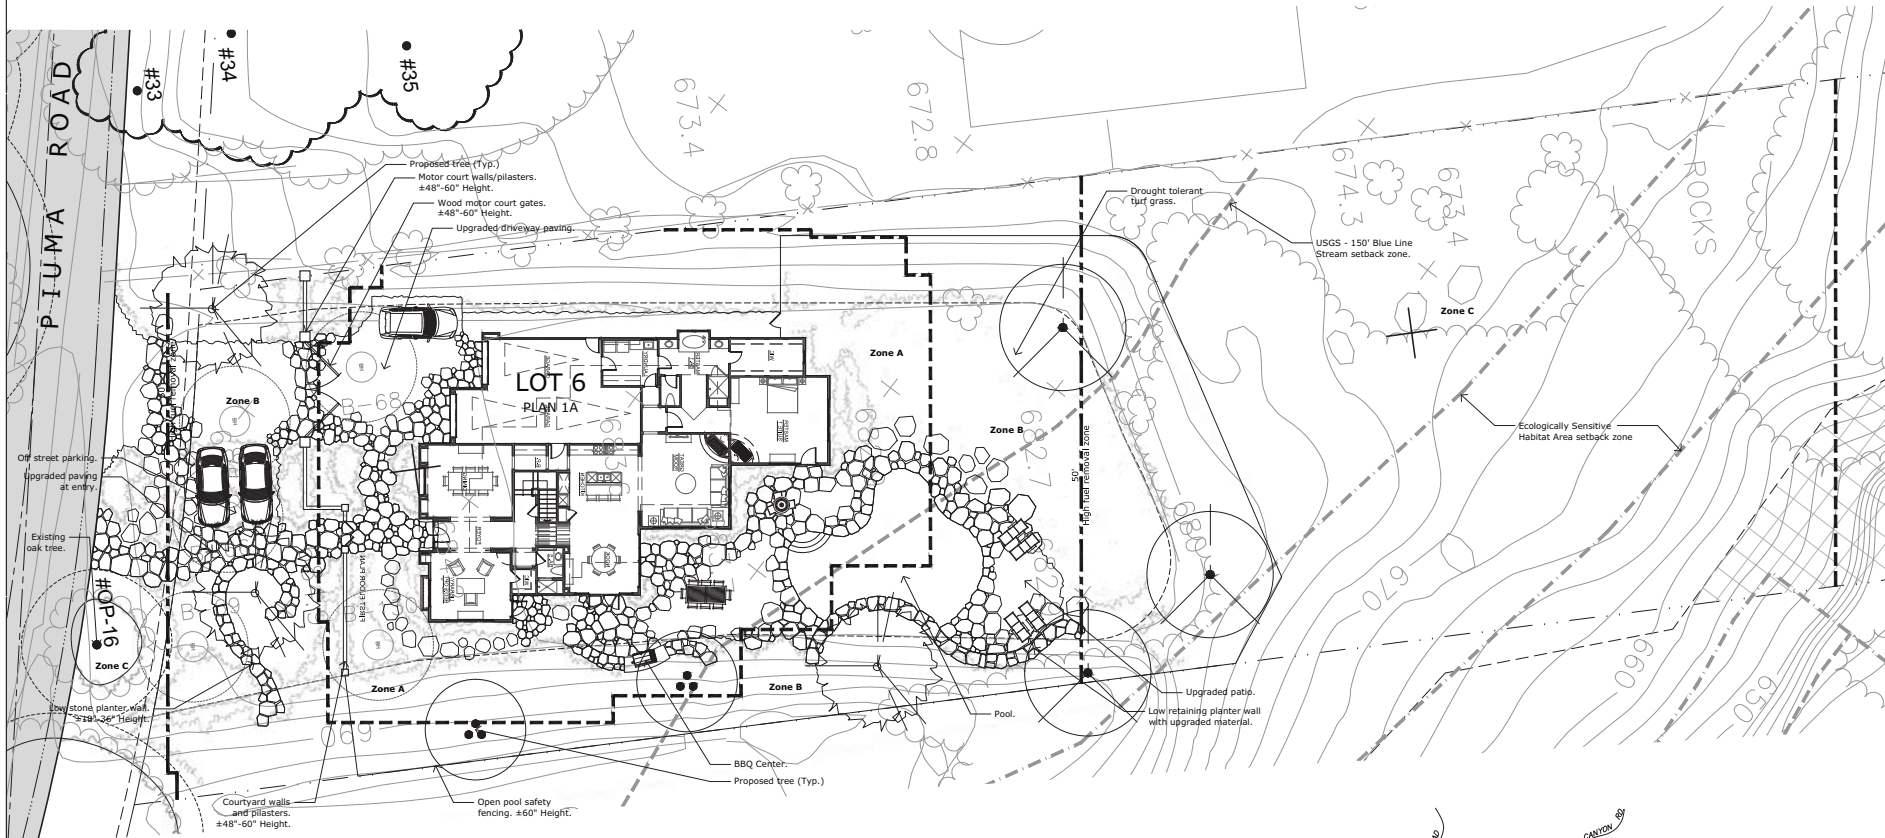 PIUMA ROAD
#33
#34
#35
673.4
672.8
674.3
673.4
ROCKS
Proposed tree (Typ.)
Motor court walls/pilasters.
±48"-60" Height.
Wood motor court gates.
±48"-60" Height.
Upgraded driveway paving.
Drought tolerant
turf grass.
USGS - 150' Blue Line
Stream setback zone.
Zone C
Zone A
LOT 6
PLAN 1A
Zone B
Zone B
Ecologically Sensitive
Habitat Area setback zone
Off street parking.
Upgraded paving
at entry.
50'
High fuel removal zone
Existing
oak tree.
#OP-16
Zone C
670
660
650
Zone A
Zone B
Low stone planter wall.
±18"-36" Height.
Upgraded patio.
Low retaining planter wall
with upgraded material.
Pool.
BBQ Center.
Proposed tree (Typ.)
Courtyard walls
and pilasters.
±48"-60" Height.
Open pool safety
fencing. ±60" Height.
CANYON RD